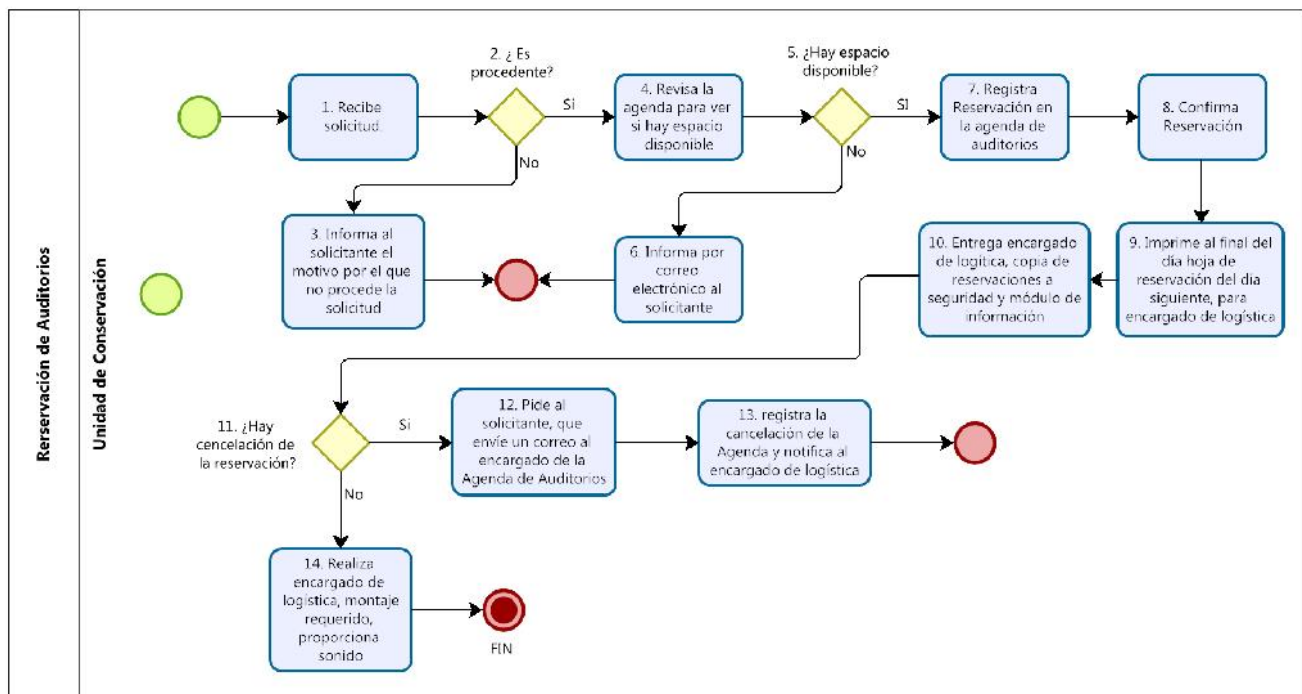 Rerservación de Auditorios
Unidad de Conservación
1. Recibe
solicitud.
2. ¿ Es
procedente?
Si
No
3. Informa al
solicitante el
motivo por el que
no procede la
solicitud
4. Revisa la
agenda para ver
si hay espacio
disponible
5. ¿Hay espacio
disponible?
SI
No
6. Informa por
correo
electrónico al
solicitante
7. Registra
Reservación en
la agenda de
auditorios
8. Confirma
Reservación
9. Imprime al final del
día hoja de
reservación del día
siguiente, para
encargado de logística
10. Entrega encargado
de logítica, copia de
reservaciones a
seguridad y módulo de
información
11. ¿Hay
cencelación de
la reservación?
Si
No
12. Pide al
solicitante, que
envíe un correo al
encargado de la
Agenda de Auditorios
13. registra la
cancelación de la
Agenda y notifica al
encargado de logística
14. Realiza
encargado de
logística, montaje
requerido,
proporciona
sonido
FIN